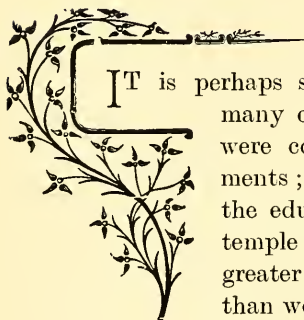 IT is perhaps s
many o
were co
ments ;
the edu
temple
greater
than we